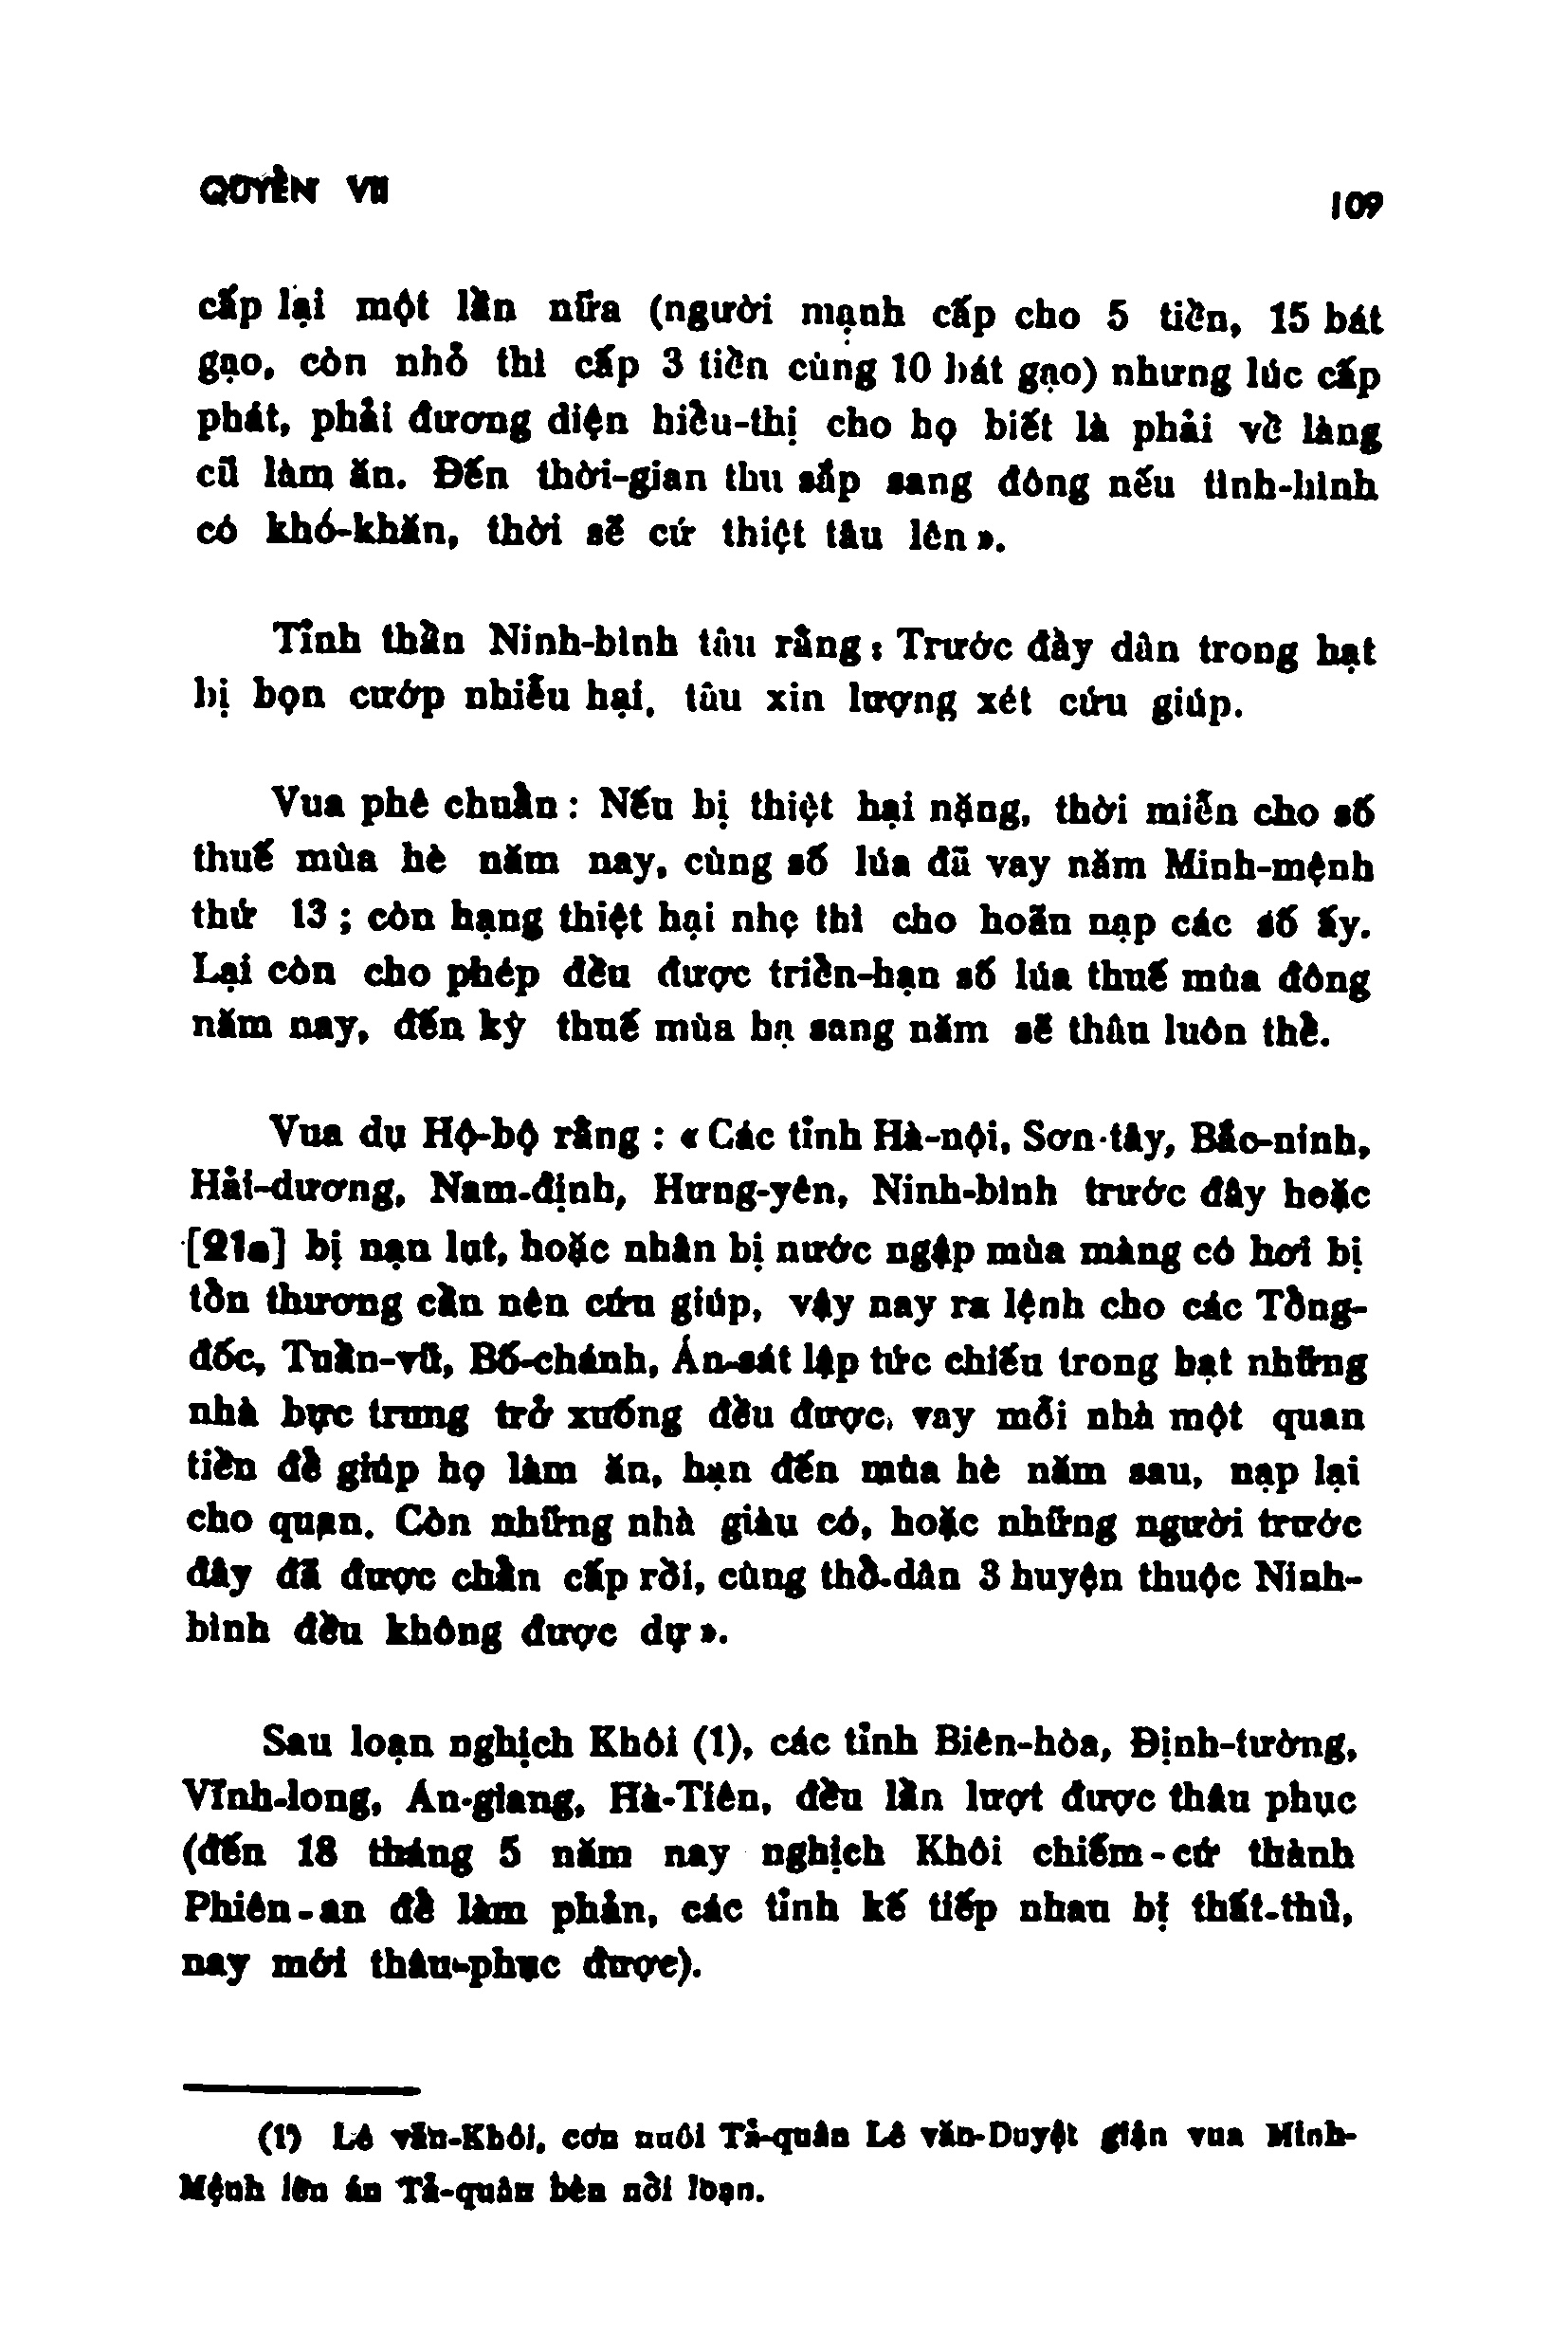 QUYỂN VII
109
cấp lại một lần nữa (người mạnh cấp cho 5 tiền, 15 bát
gạo, còn nhỏ thì cấp 3 tiền cùng 10 bát gạo) nhưng lúc cấp
phát, phải đương diện hiểu-thị cho họ biết là phải về làng
cũ làm ăn. Đến thời-gian thu sắp sang đông nếu tình-hình
có khó-khăn, thời sẽ cứ thiệt tâu lên».
Tỉnh thần Ninh-bình tâu rằng: Trước đây dân trong hạt
bị bọn cướp nhiễu hại, tâu xin lượng xét cứu giúp.
Vua phê chuẩn: Nếu bị thiệt hại nặng, thời miễn cho số
thuế mùa hè năm nay, cùng số lúa đã vay năm Minh-mệnh
thứ 13; còn hạng thiệt hại nhẹ thì cho hoãn nạp các số ấy.
Lại còn cho phép đều được triển-hạn số lúa thuế mùa đông
năm nay, đến kỳ thuế mùa hạ sang năm sẽ thâu luôn thể.
Vua dụ Hộ-bộ rằng: «Các tỉnh Hà-nội, Sơn-tây, Bắc-ninh,
Hải-dương, Nam-định, Hưng-yên, Ninh-bình trước đây hoặc
[21a] bị nạn lụt, hoặc nhân bị nước ngập mùa màng có hơi bị
tổn thương cần nên cứu giúp, vậy nay ra lệnh cho các Tổng-
đốc, Tuần-vũ, Bố-chánh, Án-sát lập tức chiếu trong hạt những
nhà bực trung trở xuống đều được, vay mỗi nhà một quan
tiền để giúp họ làm ăn, hạn đến mùa hè năm sau, nạp lại
cho quan. Còn những nhà giàu có, hoặc những người trước
đây đã được chẩn cấp rồi, cùng thổ-dân 3 huyện thuộc Ninh-
bình đều không được dự».
Sau loạn nghịch Khôi (1), các tỉnh Biên-hòa, Định-tường,
Vĩnh-long, An-giang, Hà-Tiên, đều lần lượt được thâu phục
(đến 18 tháng 5 năm nay nghịch Khôi chiếm-cứ thành
Phiên-an để làm phản, các tỉnh kế tiếp nhau bị thất-thủ,
nay mới thâu-phục được).
(1) Lê văn-Khôi, con nuôi Tả-quân Lê văn-Duyệt giận vua Minh-
Mệnh lên án Tả-quân bèn nổi loạn.